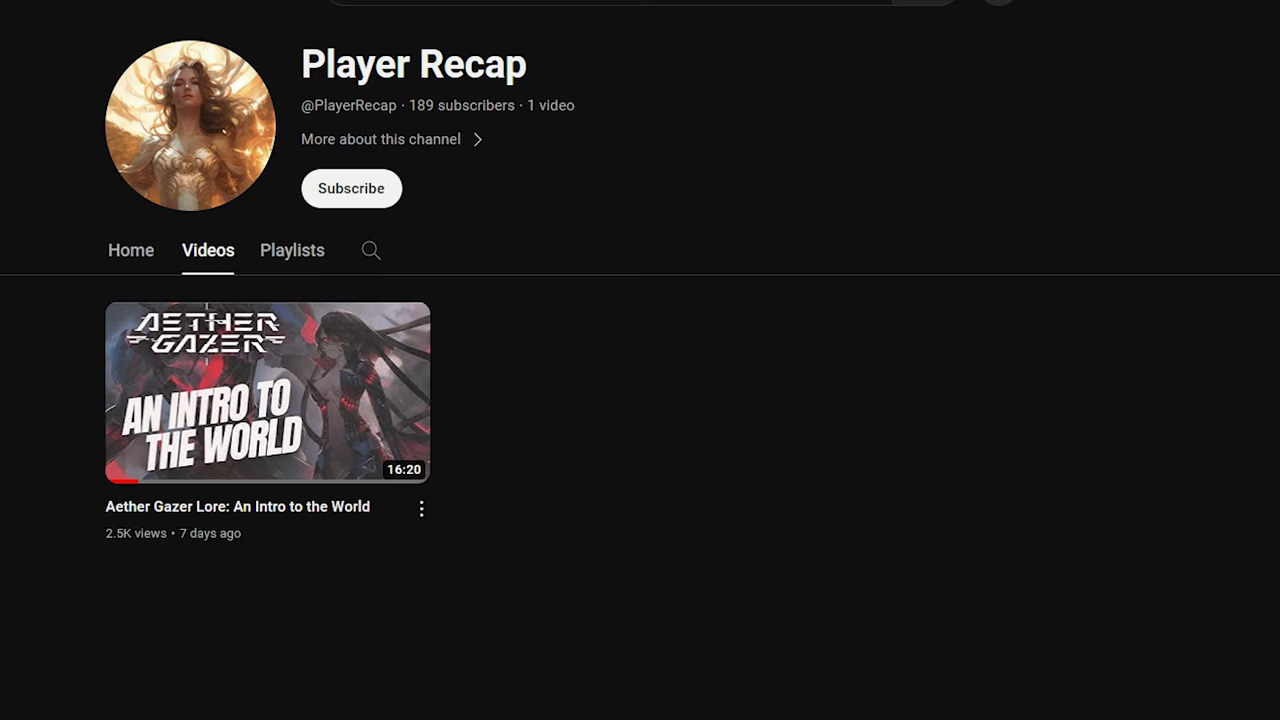 Player Recap
@PlayerRecap · 189 subscribers · 1 video
More about this channel
Subscribe
Home Videos Playlists
AETHER
GAZER
AN INTRO TO
THE WORLD
16:20
Aether Gazer Lore: An Intro to the World
2.5K views • 7 days ago